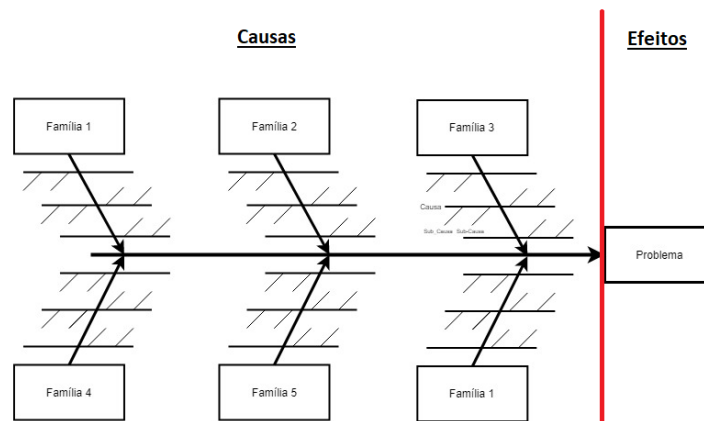 Causas
Efeitos
Família 1
Família 2
Família 3
Causa
Sub_Causa Sub-Causa
Problema
Família 4
Família 5
Família 1